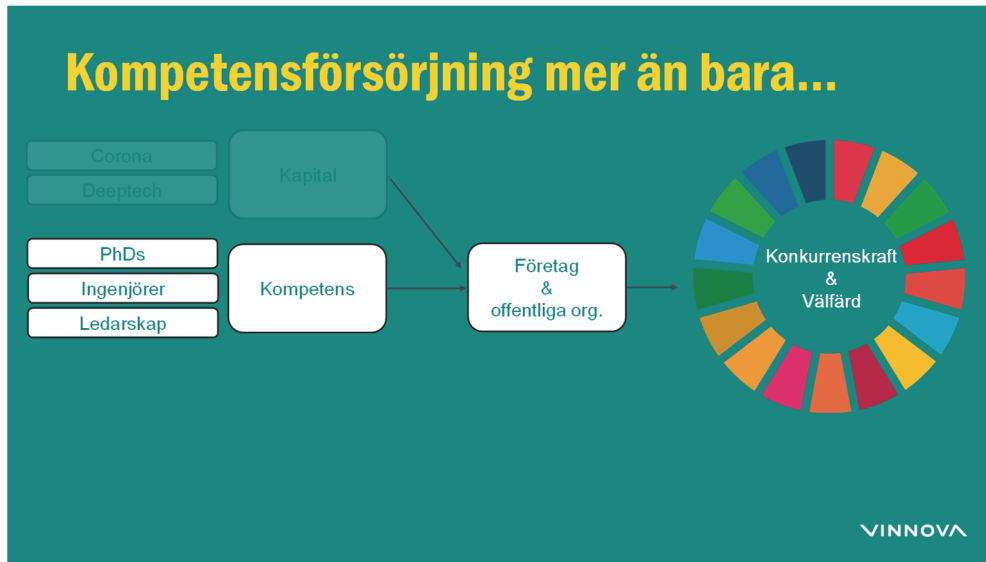 Kompetensförsörjning mer än bara...
Corona
Deeptech
Kapital
PhDs
Ingenjörer
Ledarskap
Kompetens
Företag
&
offentliga org.
Konkurrenskraft
&
Välfärd
VINNOVA